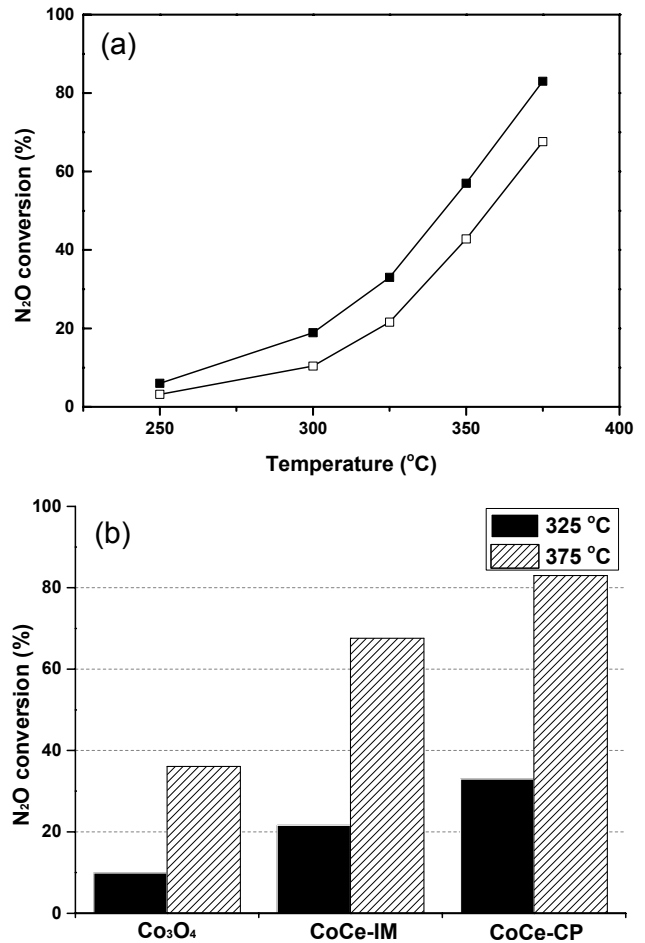 (a)
100
80
60
40
20
0
N₂O conversion (%)
250 300 350 400
Temperature (°C)
(b)
325 °C
375 °C
100
80
60
40
20
0
N₂O conversion (%)
Co₃O₄ CoCe-IM CoCe-CP